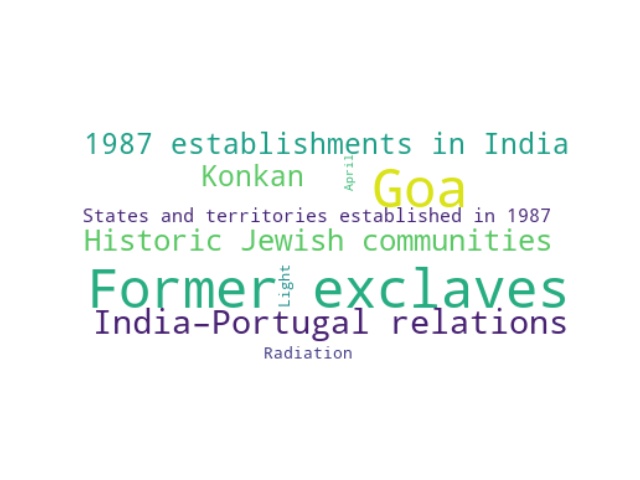 1987 establishments in India
Konkan
April
Goa
States and territories established in 1987
Historic Jewish communities
Former exclaves
Light
India–Portugal relations
Radiation